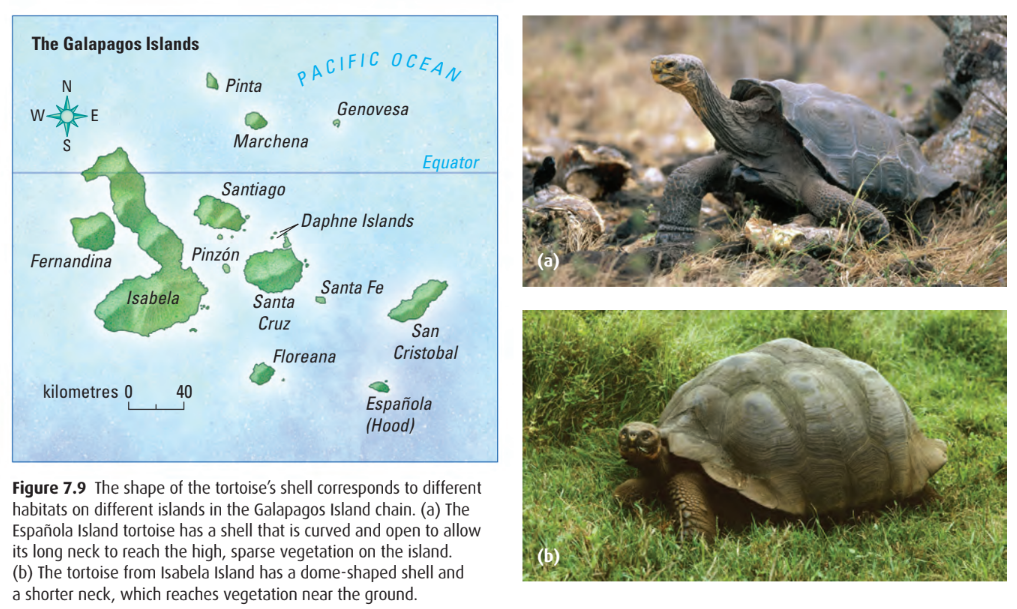 The Galapagos Islands
PACIFIC OCEAN
N
W E
S
Pinta
Genovesa
Marchena
Equator
Santiago
Daphne Islands
Fernandina
Pinzón
Isabela
Santa Fe
Santa
Cruz
San
Cristobal
Floreana
kilometres 0 40
Española
(Hood)
(a)
(b)
Figure 7.9 The shape of the tortoise’s shell corresponds to different
habitats on different islands in the Galapagos Island chain. (a) The
Española Island tortoise has a shell that is curved and open to allow
its long neck to reach the high, sparse vegetation on the island.
(b) The tortoise from Isabela Island has a dome-shaped shell and
a shorter neck, which reaches vegetation near the ground.